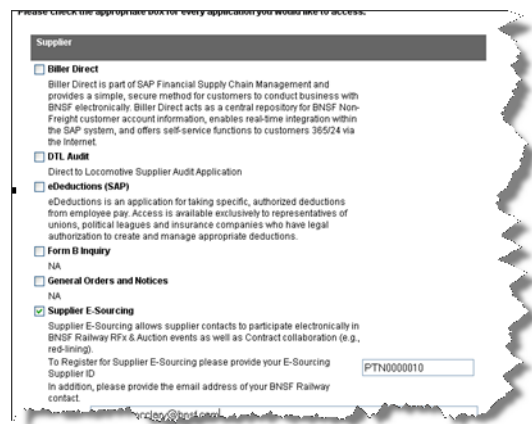 Please check the appropriate box for every application you would like to access.
Supplier
Biller Direct
Biller Direct is part of SAP Financial Supply Chain Management and
provides a simple, secure method for customers to conduct business with
BNSF electronically. Biller Direct acts as a central repository for BNSF Non-
Freight customer account information, enables real-time integration within
the SAP system, and offers self-service functions to customers 365/24 via
the Internet.
DTL Audit
Direct to Locomotive Supplier Audit Application
eDeductions (SAP)
eDeductions is an application for taking specific, authorized deductions
from employee pay. Access is available exclusively to representatives of
unions, political leagues and insurance companies who have legal
authorization to create and manage appropriate deductions.
Form B Inquiry
NA
General Orders and Notices
NA
Supplier E-Sourcing
Supplier E-Sourcing allows supplier contacts to participate electronically in
BNSF Railway RFx & Auction events as well as Contract collaboration (e.g.,
red-lining).
To Register for Supplier E-Sourcing please provide your E-Sourcing
Supplier ID
PTN0000010
In addition, please provide the email address of your BNSF Railway
contact.